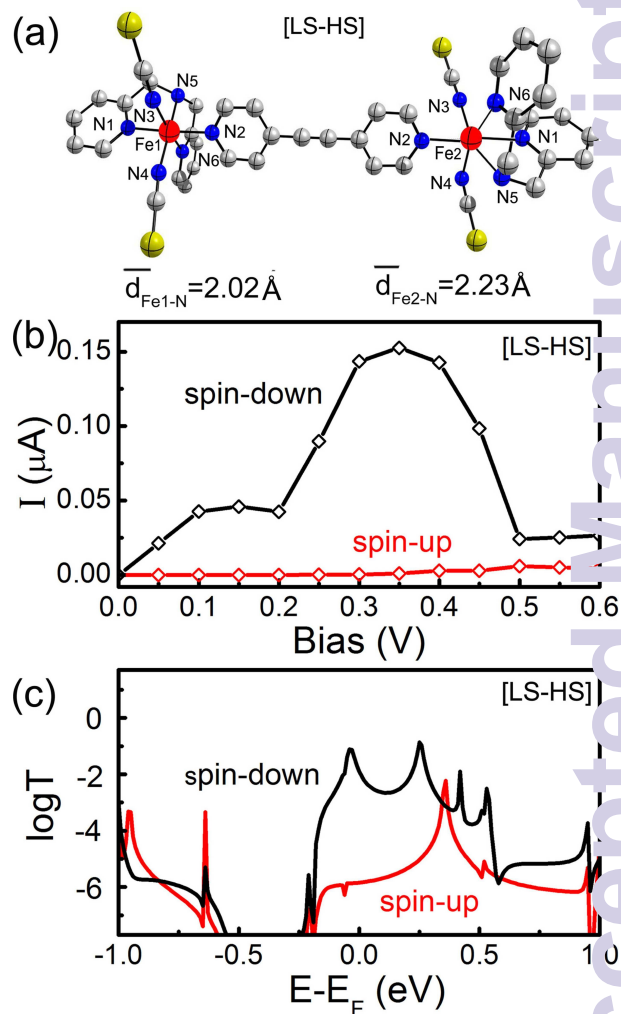 (a)
[LS-HS]
N5
N3
N1
Fe1
N2
N6
N4
N3
N6
N2
N1
Fe2
N4
N5
d̅Fe1-N=2.02Å
d̅Fe2-N=2.23Å
(b)
[LS-HS]
0.15
0.10
0.05
0.00
I (μA)
spin-down
spin-up
0.0 0.1 0.2 0.3 0.4 0.5 0.6
Bias (V)
(c)
[LS-HS]
0
-2
-4
-6
logT
spin-down
spin-up
-1.0 -0.5 0.0 0.5 1.0
E-EF (eV)
Manuscript